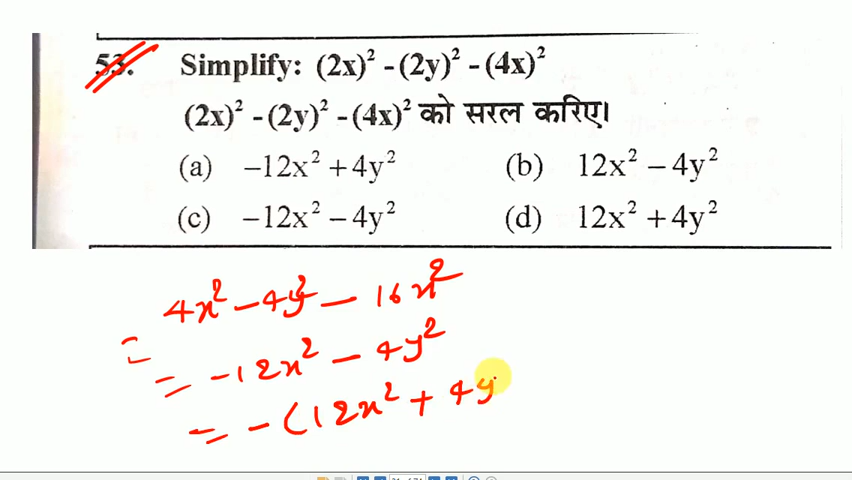 53. Simplify: (2x)² - (2y)² - (4x)²
(2x)² - (2y)² - (4x)² को सरल करिए।
(a) −12x² + 4y² (b) 12x² − 4y²
(c) −12x² − 4y² (d) 12x² + 4y²
4x² − 4y² − 16x²
=
= −12x² − 4y²
= −(12x² + 4y